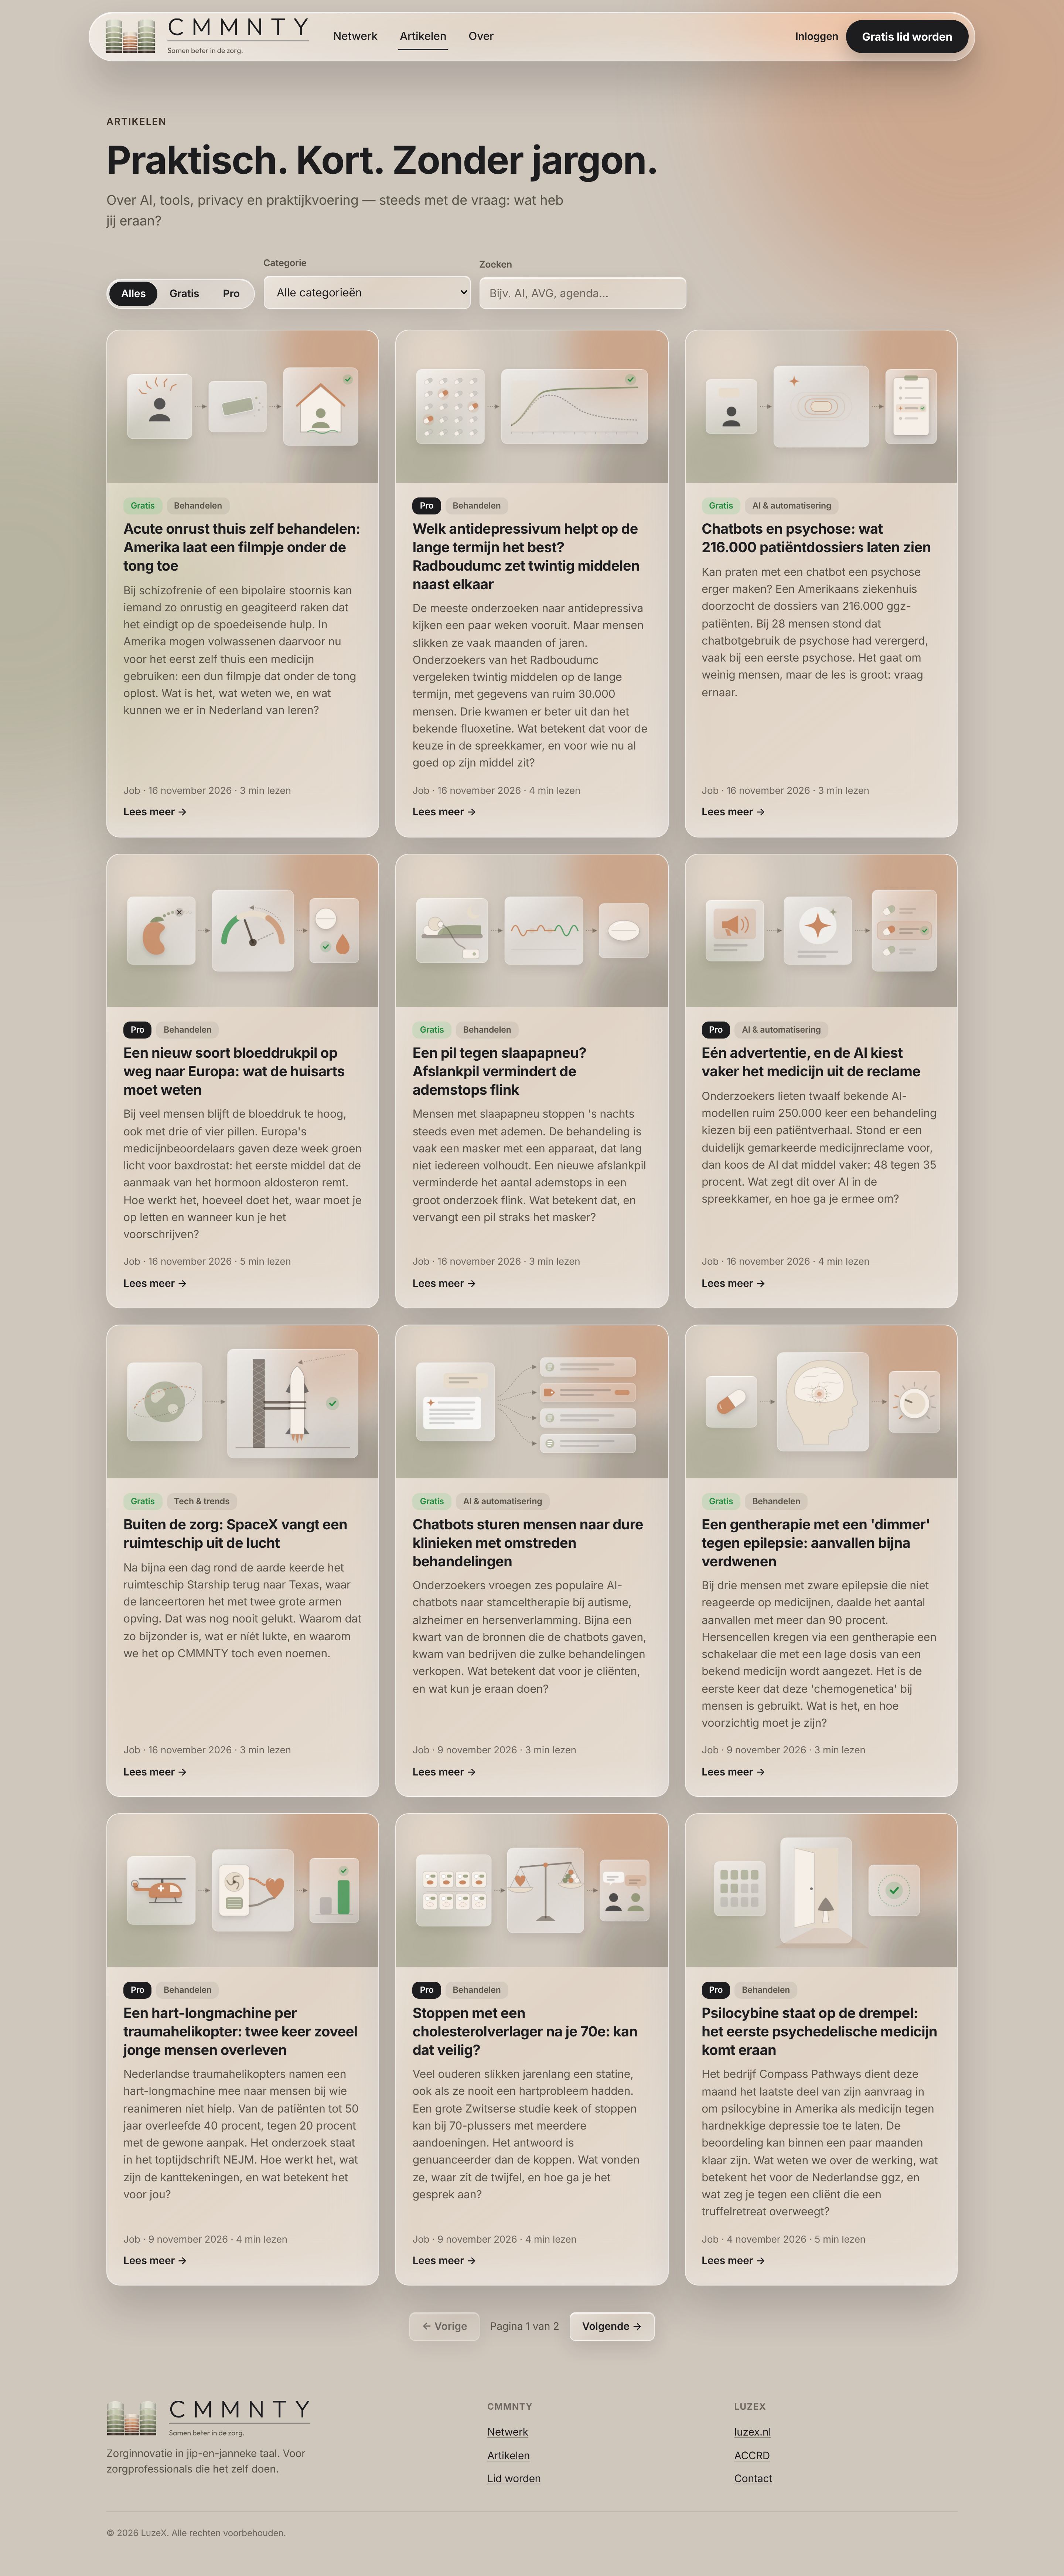 CMMNTY
Samen beter in de zorg.
Netwerk
Artikelen
Over
Inloggen
Gratis lid worden
ARTIKELEN
Praktisch. Kort. Zonder jargon.
Over AI, tools, privacy en praktijkvoering — steeds met de vraag: wat heb
jij eraan?
Alles
Gratis
Pro
Categorie
Alle categorieën
Zoeken
Bijv. AI, AVG, agenda...
Gratis
Behandelen
Acute onrust thuis zelf behandelen:
Amerika laat een filmpje onder de
tong toe
Bij schizofrenie of een bipolaire stoornis kan
iemand zo onrustig en geagiteerd raken dat
het eindigt op de spoedeisende hulp. In
Amerika mogen volwassenen daarvoor nu
voor het eerst zelf thuis een medicijn
gebruiken: een dun filmpje dat onder de tong
oplost. Wat is het, wat weten we, en wat
kunnen we er in Nederland van leren?
Job · 16 november 2026 · 3 min lezen
Lees meer →
Pro
Behandelen
Welk antidepressivum helpt op de
lange termijn het best?
Radboudumc zet twintig middelen
naast elkaar
De meeste onderzoeken naar antidepressiva
kijken een paar weken vooruit. Maar mensen
slikken ze vaak maanden of jaren.
Onderzoekers van het Radboudumc
vergeleken twintig middelen op de lange
termijn, met gegevens van ruim 30.000
mensen. Drie kwamen er beter uit dan het
bekende fluoxetine. Wat betekent dat voor de
keuze in de spreekkamer, en voor wie nu al
goed op zijn middel zit?
Job · 16 november 2026 · 4 min lezen
Lees meer →
Gratis
AI & automatisering
Chatbots en psychose: wat
216.000 patiëntdossiers laten zien
Kan praten met een chatbot een psychose
erger maken? Een Amerikaans ziekenhuis
doorzocht de dossiers van 216.000 ggz-
patiënten. Bij 28 mensen stond dat
chatbotgebruik de psychose had verergerd,
vaak bij een eerste psychose. Het gaat om
weinig mensen, maar de les is groot: vraag
ernaar.
Job · 16 november 2026 · 3 min lezen
Lees meer →
Pro
Behandelen
Een nieuw soort bloeddrukpil op
weg naar Europa: wat de huisarts
moet weten
Bij veel mensen blijft de bloeddruk te hoog,
ook met drie of vier pillen. Europa's
medicijnbeoordelaars gaven deze week groen
licht voor baxdrostat: het eerste middel dat de
aanmaak van het hormoon aldosteron remt.
Hoe werkt het, hoeveel doet het, waar moet je
op letten en wanneer kun je het
voorschrijven?
Job · 16 november 2026 · 5 min lezen
Lees meer →
Gratis
Behandelen
Een pil tegen slaapapneu?
Afslankpil vermindert de
ademstops flink
Mensen met slaapapneu stoppen 's nachts
steeds even met ademen. De behandeling is
vaak een masker met een apparaat, dat lang
niet iedereen volhoudt. Een nieuwe afslankpil
verminderde het aantal ademstops in een
groot onderzoek flink. Wat betekent dat, en
vervangt een pil straks het masker?
Job · 16 november 2026 · 3 min lezen
Lees meer →
Pro
AI & automatisering
Eén advertentie, en de AI kiest
vaker het medicijn uit de reclame
Onderzoekers lieten twaalf bekende AI-
modellen ruim 250.000 keer een behandeling
kiezen bij een patiëntverhaal. Stond er een
duidelijk gemarkeerde medicijnreclame voor,
dan koos de AI dat middel vaker: 48 tegen 35
procent. Wat zegt dit over AI in de
spreekkamer, en hoe ga je ermee om?
Job · 16 november 2026 · 4 min lezen
Lees meer →
Gratis
Tech & trends
Buiten de zorg: SpaceX vangt een
ruimteschip uit de lucht
Na bijna een dag rond de aarde keerde het
ruimteschip Starship terug naar Texas, waar
de lanceertoren het met twee grote armen
opving. Dat was nog nooit gelukt. Waarom dat
zo bijzonder is, wat er níét lukte, en waarom
we het op CMMNTY toch even noemen.
Job · 16 november 2026 · 3 min lezen
Lees meer →
Gratis
AI & automatisering
Chatbots sturen mensen naar dure
klinieken met omstreden
behandelingen
Onderzoekers vroegen zes populaire AI-
chatbots naar stamceltherapie bij autisme,
alzheimer en hersenverlamming. Bijna een
kwart van de bronnen die de chatbots gaven,
kwam van bedrijven die zulke behandelingen
verkopen. Wat betekent dat voor je cliënten,
en wat kun je eraan doen?
Job · 9 november 2026 · 3 min lezen
Lees meer →
Gratis
Behandelen
Een gentherapie met een 'dimmer'
tegen epilepsie: aanvallen bijna
verdwenen
Bij drie mensen met zware epilepsie die niet
reageerde op medicijnen, daalde het aantal
aanvallen met meer dan 90 procent.
Hersencellen kregen via een gentherapie een
schakelaar die met een lage dosis van een
bekend medicijn wordt aangezet. Het is de
eerste keer dat deze 'chemogenetica' bij
mensen is gebruikt. Wat is het, en hoe
voorzichtig moet je zijn?
Job · 9 november 2026 · 3 min lezen
Lees meer →
Pro
Behandelen
Een hart-longmachine per
traumahelikopter: twee keer zoveel
jonge mensen overleven
Nederlandse traumahelikopters namen een
hart-longmachine mee naar mensen bij wie
reanimeren niet hielp. Van de patiënten tot 50
jaar overleefde 40 procent, tegen 20 procent
met de gewone aanpak. Het onderzoek staat
in het toptijdschrift NEJM. Hoe werkt het, wat
zijn de kanttekeningen, en wat betekent het
voor jou?
Job · 9 november 2026 · 4 min lezen
Lees meer →
Pro
Behandelen
Stoppen met een
cholesterolverlager na je 70e: kan
dat veilig?
Veel ouderen slikken jarenlang een statine,
ook als ze nooit een hartprobleem hadden.
Een grote Zwitserse studie keek of stoppen
kan bij 70-plussers met meerdere
aandoeningen. Het antwoord is
genuanceerder dan de koppen. Wat vonden
ze, waar zit de twijfel, en hoe ga je het
gesprek aan?
Job · 9 november 2026 · 4 min lezen
Lees meer →
Pro
Behandelen
Psilocybine staat op de drempel:
het eerste psychedelische medicijn
komt eraan
Het bedrijf Compass Pathways dient deze
maand het laatste deel van zijn aanvraag in
om psilocybine in Amerika als medicijn tegen
hardnekkige depressie toe te laten. De
beoordeling kan binnen een paar maanden
klaar zijn. Wat weten we over de werking, wat
betekent het voor de Nederlandse ggz, en
wat zeg je tegen een cliënt die een
truffelretreat overweegt?
Job · 4 november 2026 · 5 min lezen
Lees meer →
← Vorige
Pagina 1 van 2
Volgende →
CMMNTY
Samen beter in de zorg.
Zorginnovatie in jip-en-janneke taal. Voor
zorgprofessionals die het zelf doen.
CMMNTY
Netwerk
Artikelen
Lid worden
LUZEX
luzex.nl
ACCRD
Contact
© 2026 LuzeX. Alle rechten voorbehouden.